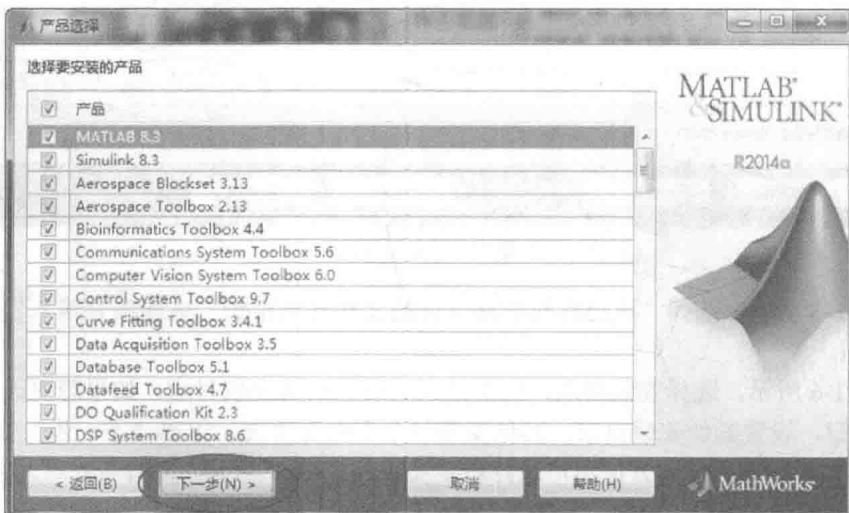 产品选择
选择要安装的产品
产品
MATLAB 8.3
Simulink 8.3
Aerospace Blockset 3.13
Aerospace Toolbox 2.13
Bioinformatics Toolbox 4.4
Communications System Toolbox 5.6
Computer Vision System Toolbox 6.0
Control System Toolbox 9.7
Curve Fitting Toolbox 3.4.1
Data Acquisition Toolbox 3.5
Database Toolbox 5.1
Datafeed Toolbox 4.7
DO Qualification Kit 2.3
DSP System Toolbox 8.6
MATLAB®
&SIMULINK®
R2014a
< 返回(B)
下一步(N) >
取消
帮助(H)
MathWorks®